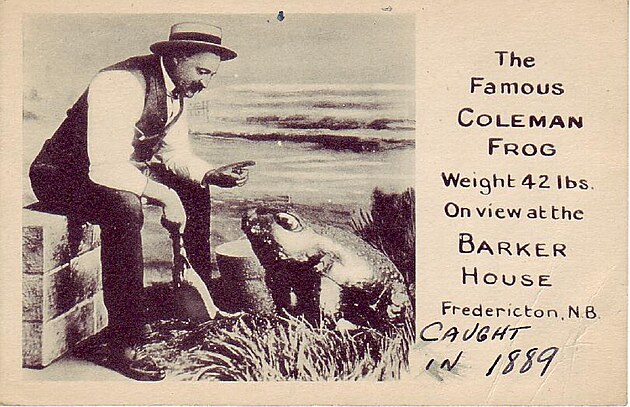 The
Famous
COLEMAN
FROG
Weight 42 lbs.
On view at the
BARKER
HOUSE
Fredericton, N.B.
CAUGHT
IN 1889